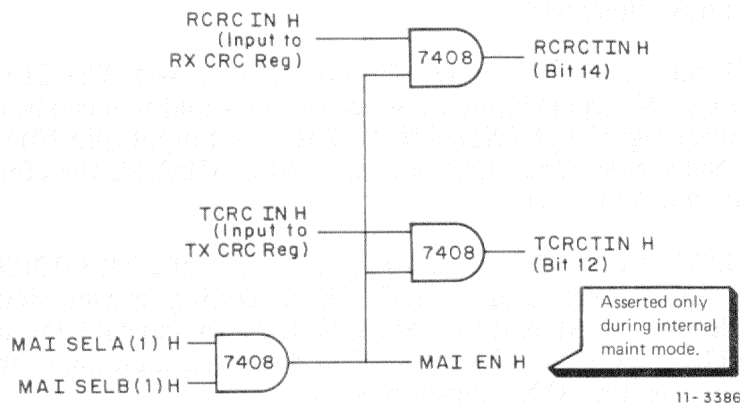 RCRC IN H
(Input to
RX CRC Reg)
7408
RCRCTIN H
(Bit 14)
TCRC IN H
(Input to
TX CRC Reg)
7408
TCRCTIN H
(Bit 12)
MAI SELA(1) H
MAI SELB(1) H
7408
MAI EN H
Asserted only
during internal
maint mode.
11-3386